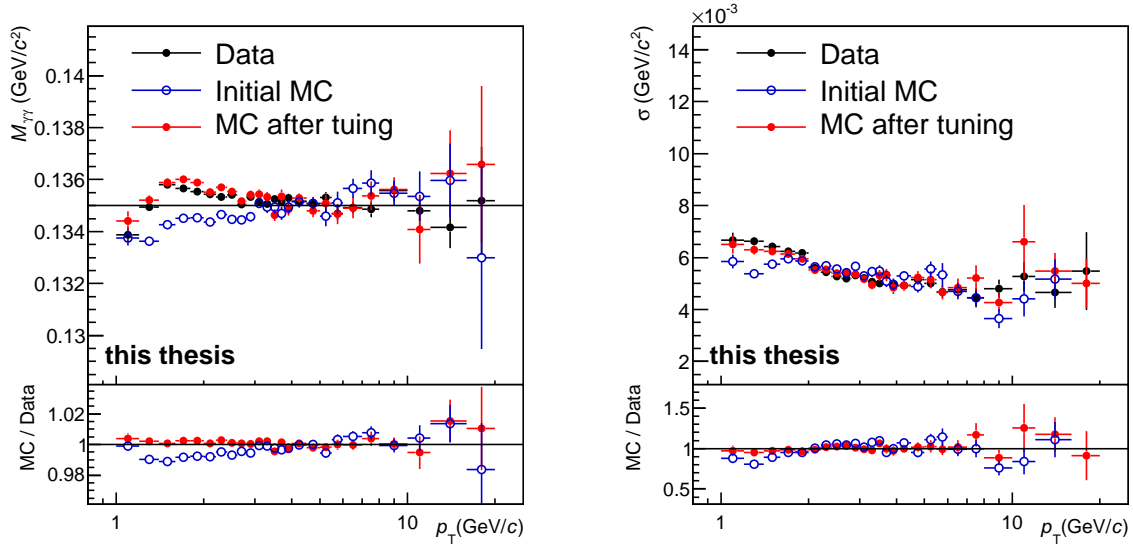 M_γγ (GeV/c²)
0.14
0.138
0.136
0.134
0.132
0.13
Data
Initial MC
MC after tuing
this thesis
MC / Data
1.02
1
0.98
1
10
p_T(GeV/c)
×10⁻³
σ (GeV/c²)
14
12
10
8
6
4
2
Data
Initial MC
MC after tuning
this thesis
MC / Data
1.5
1
0.5
1
10
p_T(GeV/c)